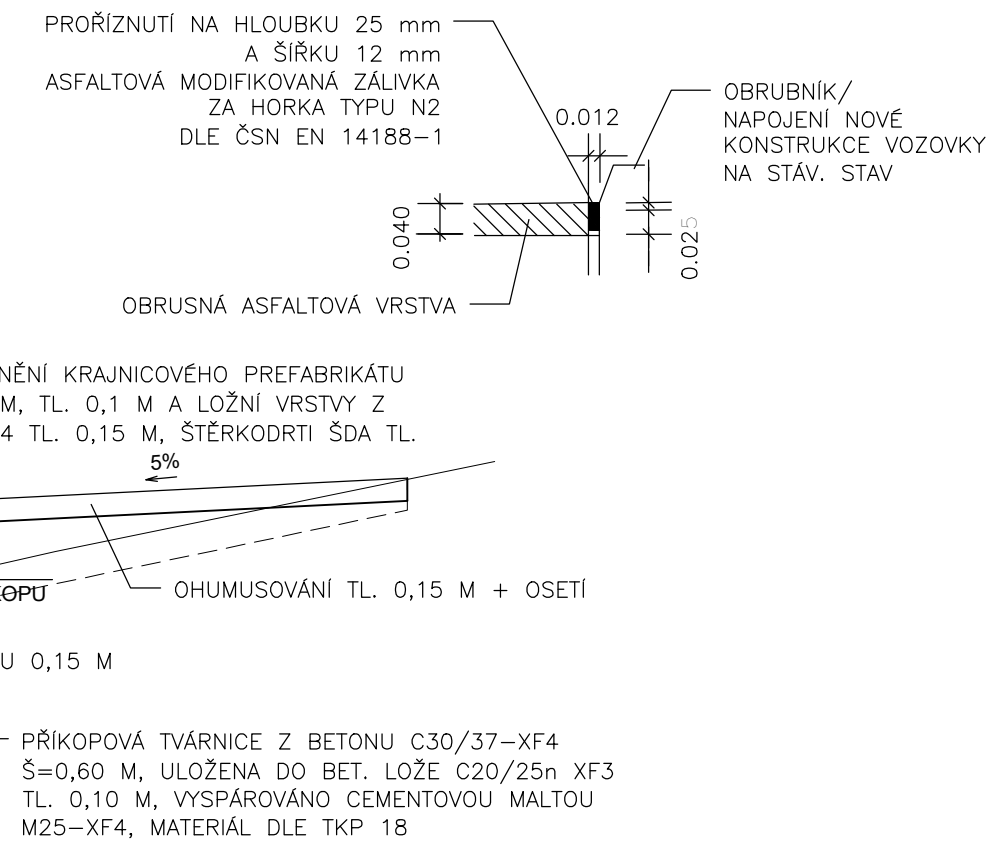 PROŘÍZNUTÍ NA HLOUBKU 25 mm
A ŠÍŘKU 12 mm
ASFALTOVÁ MODIFIKOVANÁ ZÁLIVKA
ZA HORKA TYPU N2
DLE ČSN EN 14188-1
0.012
OBRUBNÍK/
NAPOJENÍ NOVÉ
KONSTRUKCE VOZOVKY
NA STÁV. STAV
0.040
0.025
OBRUSNÁ ASFALTOVÁ VRSTVA
NĚNÍ KRAJNICOVÉHO PREFABRIKÁTU
M, TL. 0,1 M A LOŽNÍ VRSTVY Z
4 TL. 0,15 M, ŠTĚRKODRTI ŠDA TL.
5%
KOPU
OHUMUSOVÁNÍ TL. 0,15 M + OSETÍ
U 0,15 M
PŘÍKOPOVÁ TVÁRNICE Z BETONU C30/37-XF4
Š=0,60 M, ULOŽENA DO BET. LOŽE C20/25n XF3
TL. 0,10 M, VYSPÁROVÁNO CEMENTOVOU MALTOU
M25-XF4, MATERIÁL DLE TKP 18